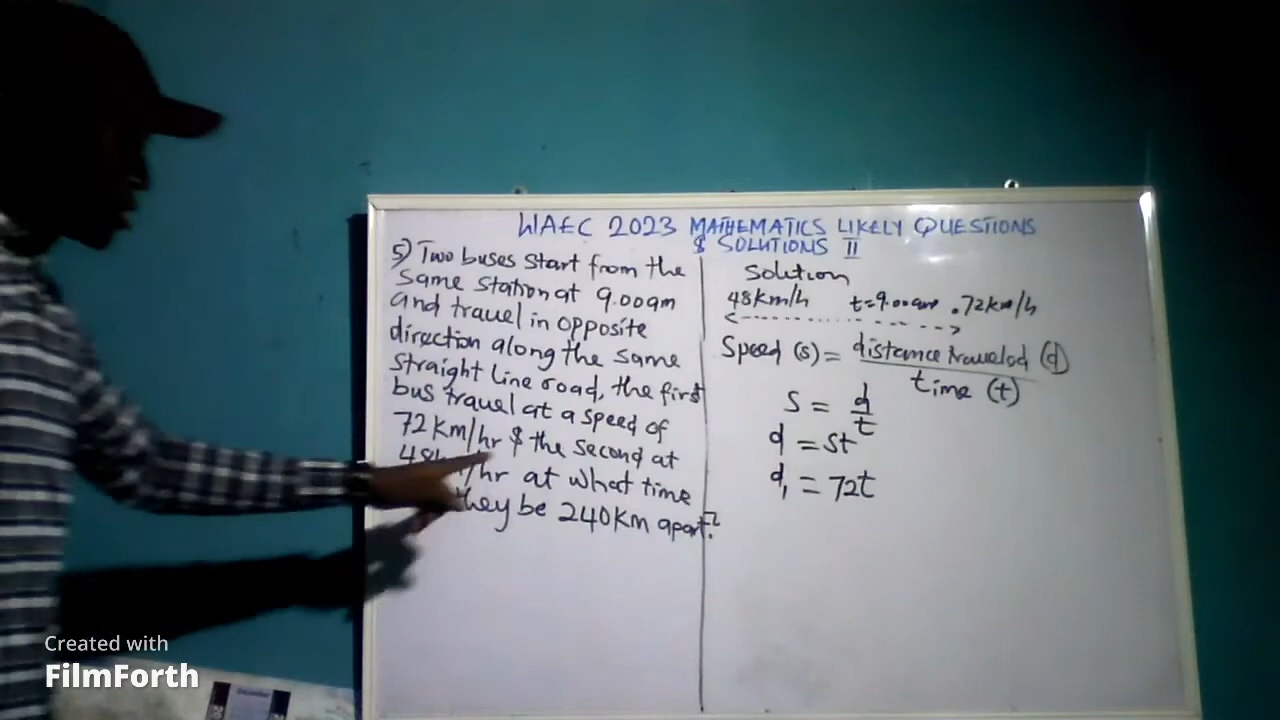 WAEC 2023 MATHEMATICS LIKELY QUESTIONS
& SOLUTIONS II
5) Two buses start from the
same station at 9.00am
and travel in opposite
direction along the same
straight line road, the first
bus travel at a speed of
72km/hr & the second at
48km/hr at what time
they be 240km apart?
Solution
48km/h t=9.00am .72km/h
Speed (s) = distance traveled (d)
time (t)
S = d
t
d = st
d₁ = 72t
Created with
FilmForth